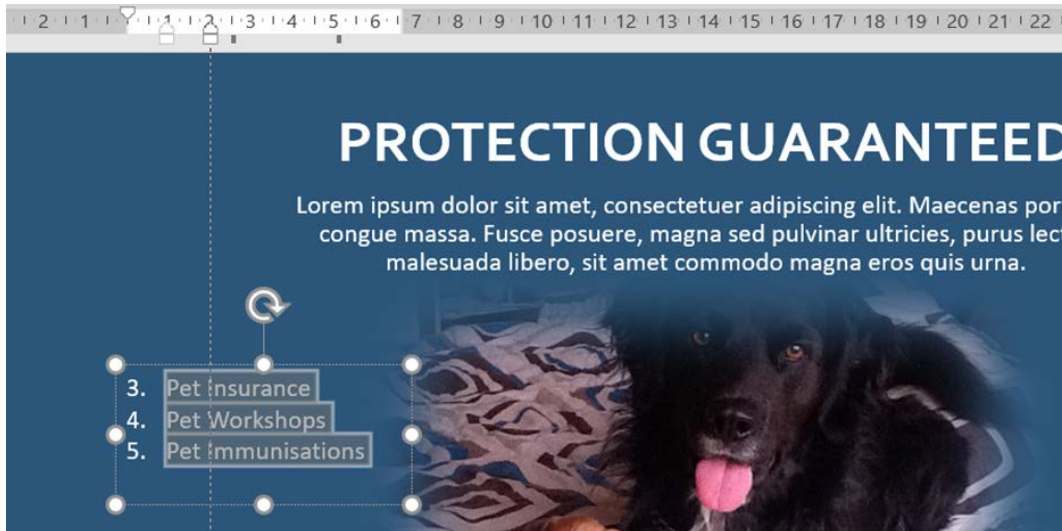 2 1 1 2 3 4 5 6 7 8 9 10 11 12 13 14 15 16 17 18 19 20 21 22
PROTECTION GUARANTEED
Lorem ipsum dolor sit amet, consectetuer adipiscing elit. Maecenas por
congue massa. Fusce posuere, magna sed pulvinar ultricies, purus lect
malesuada libero, sit amet commodo magna eros quis urna.
3. Pet Insurance
4. Pet Workshops
5. Pet Immunisations